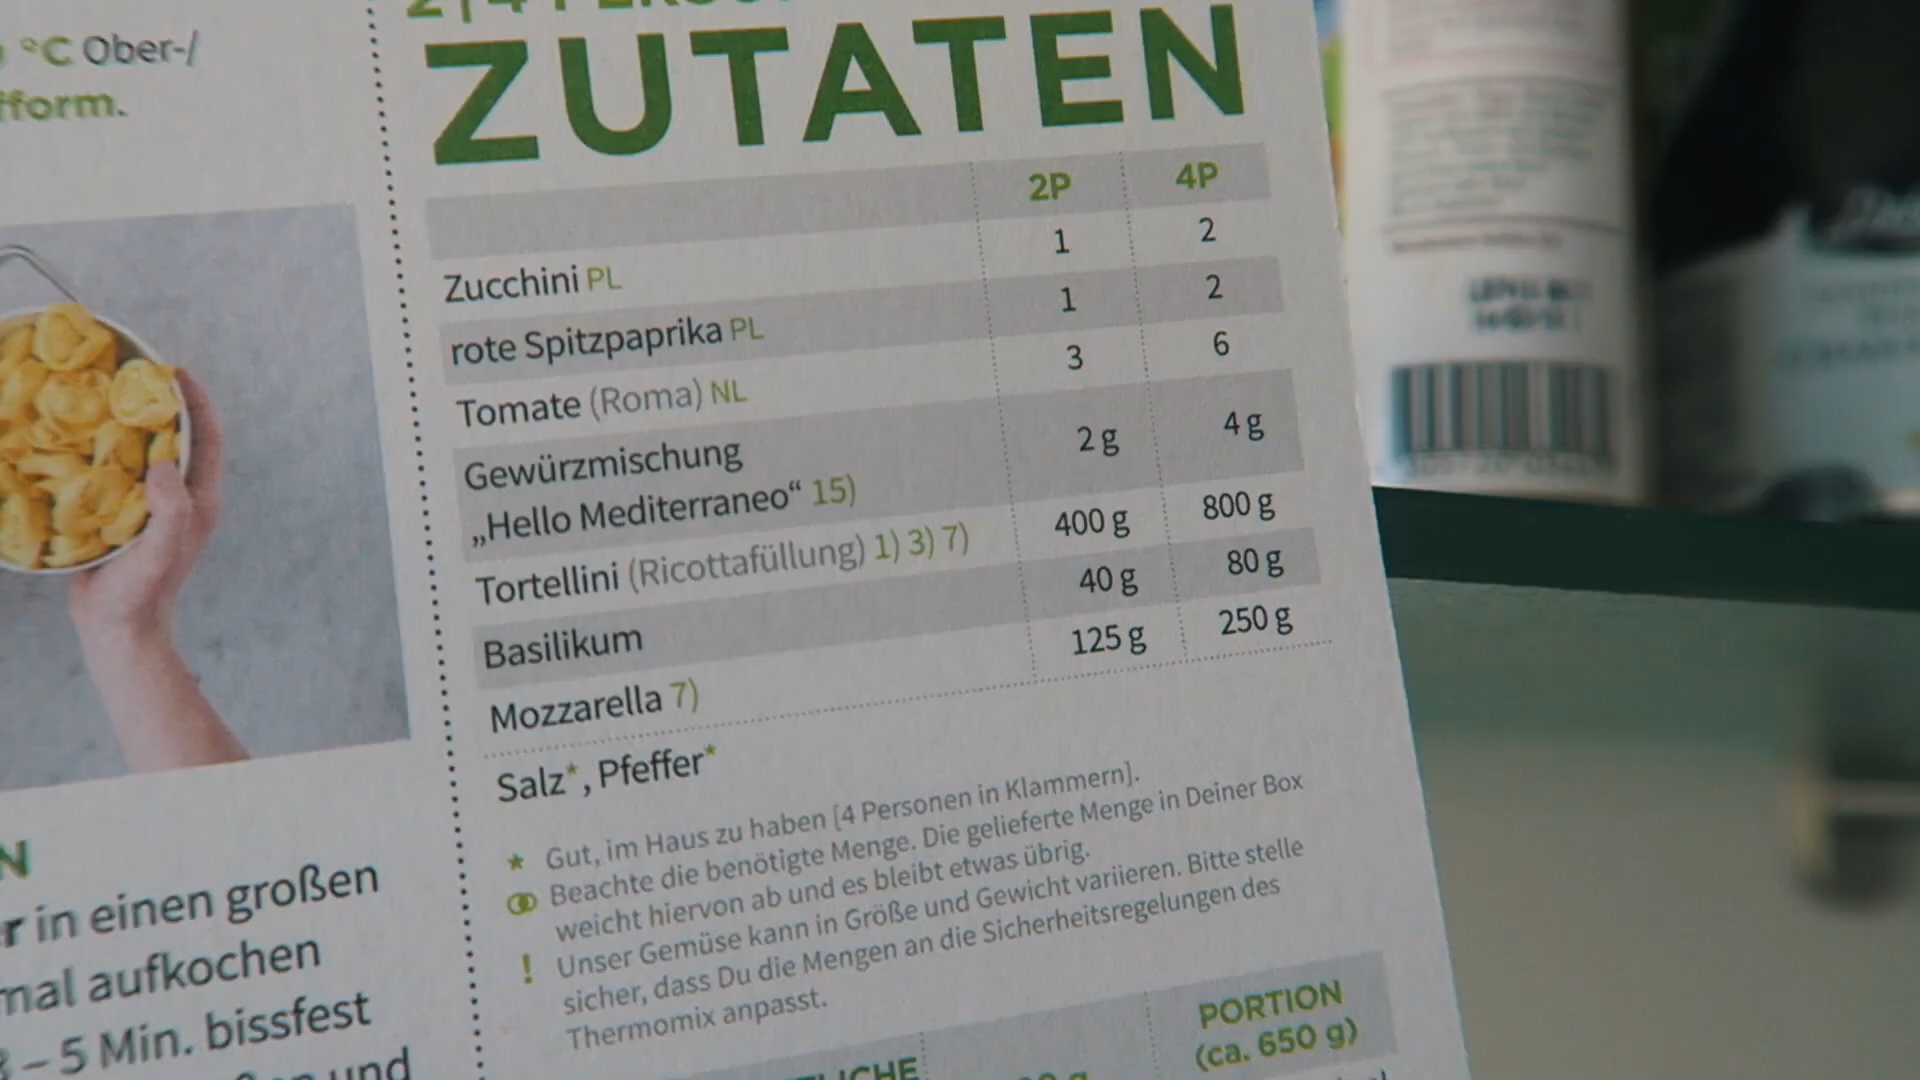 °C Ober-/
fform.
ZUTATEN
2P 4P
Zucchini PL 1 2
rote Spitzpaprika PL 1 2
Tomate (Roma) NL 3 6
Gewürzmischung
„Hello Mediterraneo“ 15) 2 g 4 g
Tortellini (Ricottafüllung) 1) 3) 7) 400 g 800 g
Basilikum 40 g 80 g
Mozzarella 7) 125 g 250 g
Salz*, Pfeffer*
* Gut, im Haus zu haben [4 Personen in Klammern].
Beachte die benötigte Menge. Die gelieferte Menge in Deiner Box
weicht hiervon ab und es bleibt etwas übrig.
! Unser Gemüse kann in Größe und Gewicht variieren. Bitte stelle
sicher, dass Du die Mengen an die Sicherheitsregelungen des
Thermomix anpasst.
PORTION
(ca. 650 g)
N
r in einen großen
mal aufkochen
– 5 Min. bissfest
und